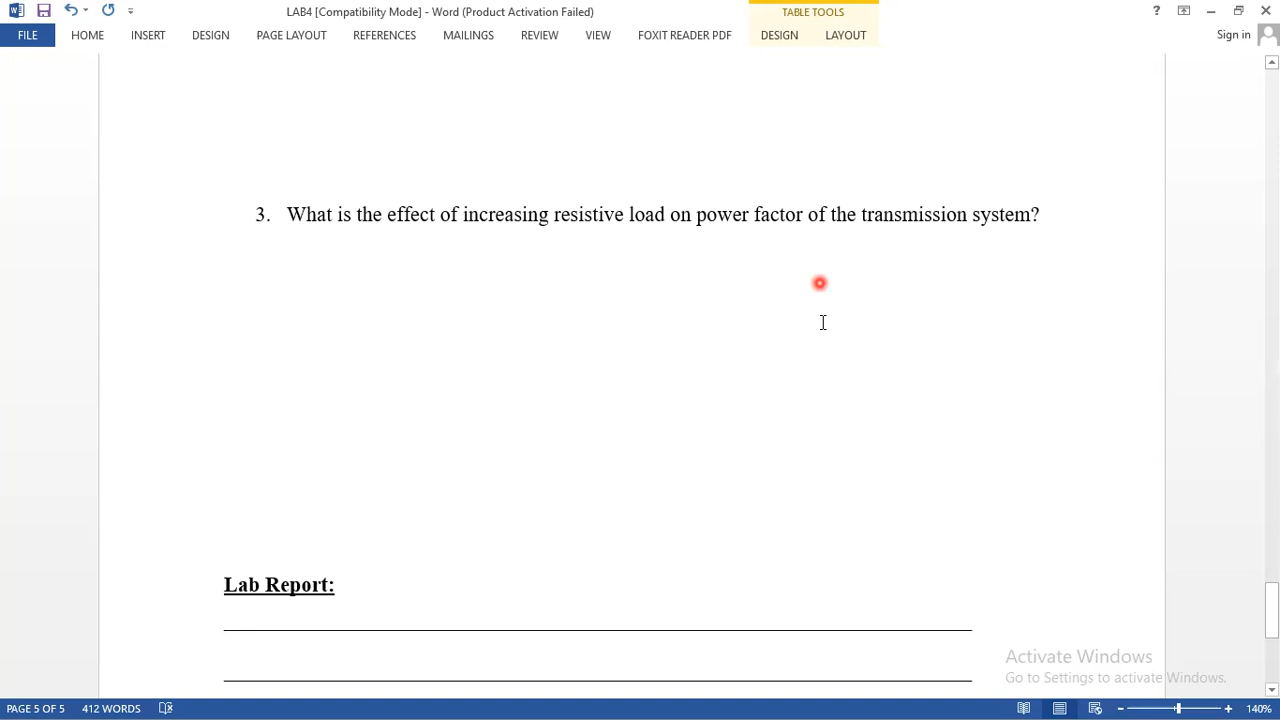 LAB4 [Compatibility Mode] - Word (Product Activation Failed)
TABLE TOOLS
?
FILE HOME INSERT DESIGN PAGE LAYOUT REFERENCES MAILINGS REVIEW VIEW FOXIT READER PDF DESIGN LAYOUT Sign in
3. What is the effect of increasing resistive load on power factor of the transmission system?
Lab Report:
Activate Windows
Go to Settings to activate Windows.
PAGE 5 OF 5 412 WORDS 140%